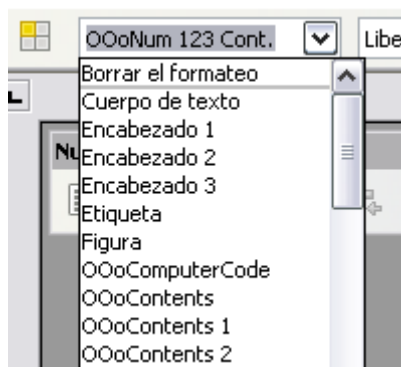 OOoNum 123 Cont. Libe
Borrar el formateo
Cuerpo de texto
Encabezado 1
Nu Encabezado 2
Encabezado 3
Etiqueta
Figura
OOoComputerCode
OOoContents
OOoContents 1
OOoContents 2